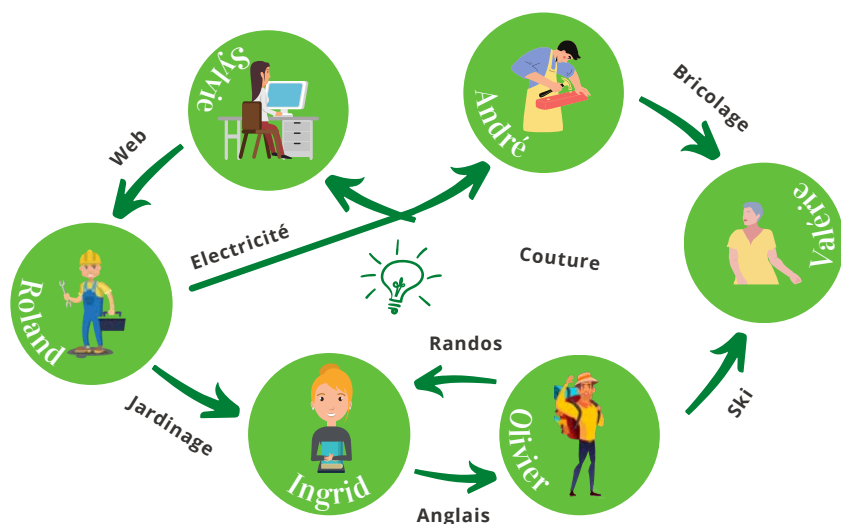 Sylvie
André
Bricolage
Web
Valérie
Electricité
Couture
Roland
Randos
Jardinage
Ski
Olivier
Ingrid
Anglais